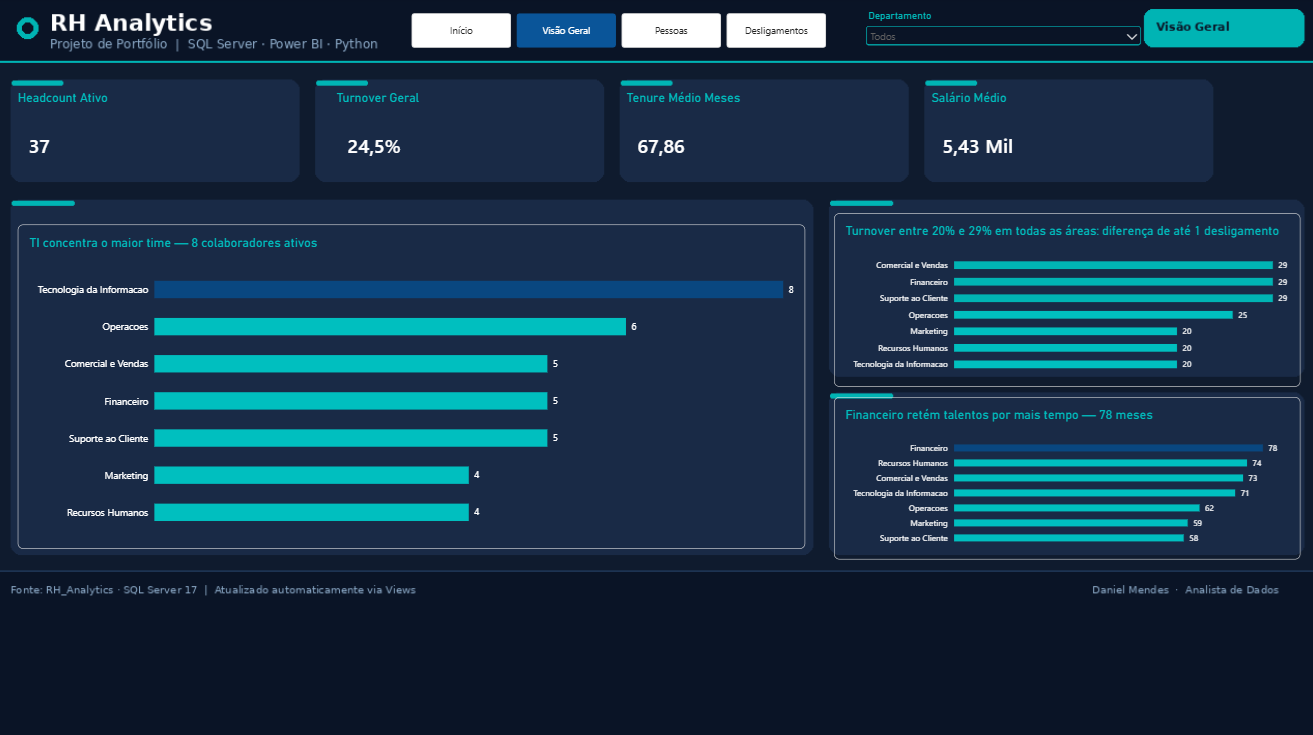 RH Analytics
Projeto de Portfólio | SQL Server · Power BI · Python
Início
Visão Geral
Pessoas
Desligamentos
Departamento
Todos
Visão Geral
Headcount Ativo
37
Turnover Geral
24,5%
Tenure Médio Meses
67,86
Salário Médio
5,43 Mil
TI concentra o maior time — 8 colaboradores ativos
Tecnologia da Informacao 8
Operacoes 6
Comercial e Vendas 5
Financeiro 5
Suporte ao Cliente 5
Marketing 4
Recursos Humanos 4
Turnover entre 20% e 29% em todas as áreas: diferença de até 1 desligamento
Comercial e Vendas 29
Financeiro 29
Suporte ao Cliente 29
Operacoes 25
Marketing 20
Recursos Humanos 20
Tecnologia da Informacao 20
Financeiro retém talentos por mais tempo — 78 meses
Financeiro 78
Recursos Humanos 74
Comercial e Vendas 73
Tecnologia da Informacao 71
Operacoes 62
Marketing 59
Suporte ao Cliente 58
Fonte: RH_Analytics · SQL Server 17 | Atualizado automaticamente via Views
Daniel Mendes · Analista de Dados